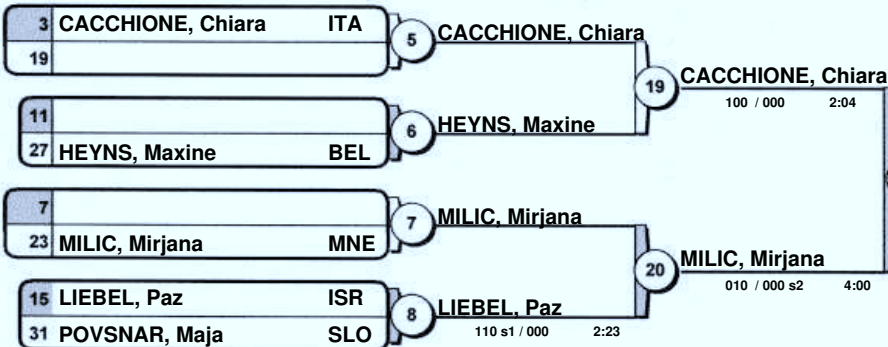 3 CACCHIONE, Chiara ITA
19
5 CACCHIONE, Chiara
11
27 HEYNS, Maxine BEL
6 HEYNS, Maxine
19 CACCHIONE, Chiara
100 / 000 2:04
7
23 MILIC, Mirjana MNE
7 MILIC, Mirjana
15 LIEBEL, Paz ISR
31 POVSNAR, Maja SLO
8 LIEBEL, Paz
110 s1 / 000 2:23
20 MILIC, Mirjana
010 / 000 s2 4:00